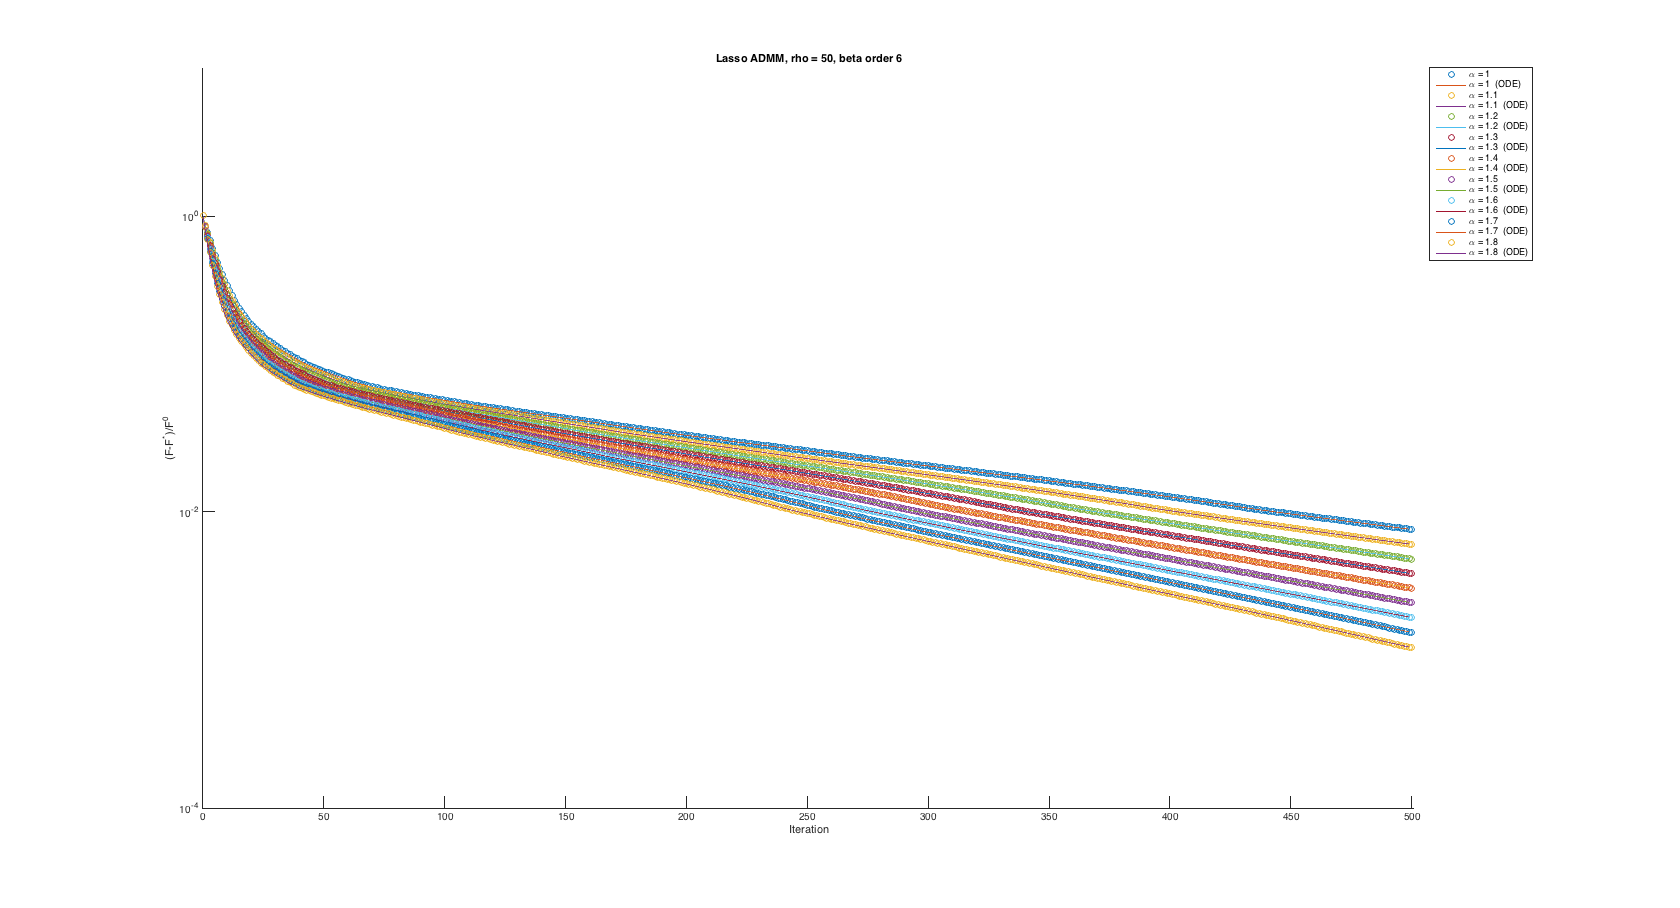 Lasso ADMM, rho = 50, beta order 6
α = 1
α = 1 (ODE)
α = 1.1
α = 1.1 (ODE)
α = 1.2
α = 1.2 (ODE)
α = 1.3
α = 1.3 (ODE)
α = 1.4
α = 1.4 (ODE)
α = 1.5
α = 1.5 (ODE)
α = 1.6
α = 1.6 (ODE)
α = 1.7
α = 1.7 (ODE)
α = 1.8
α = 1.8 (ODE)
10⁰
10⁻²
10⁻⁴
(F-F*)/F⁰
0 50 100 150 200 250 300 350 400 450 500
Iteration